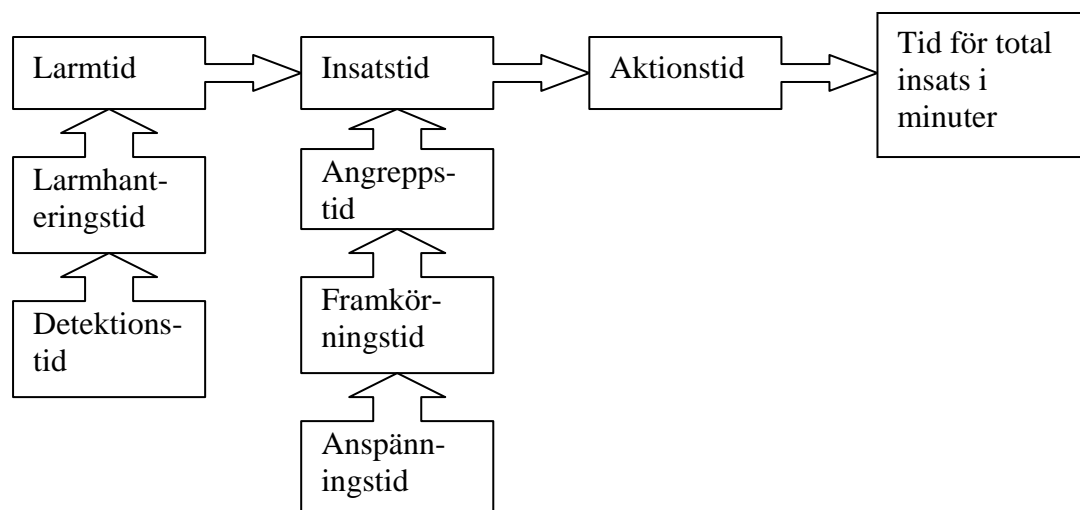 Larmtid
Insatstid
Aktionstid
Tid för total
insats i
minuter
Larmhant-
eringstid
Angrepps-
tid
Detektions-
tid
Framkör-
ningstid
Anspänn-
ingstid